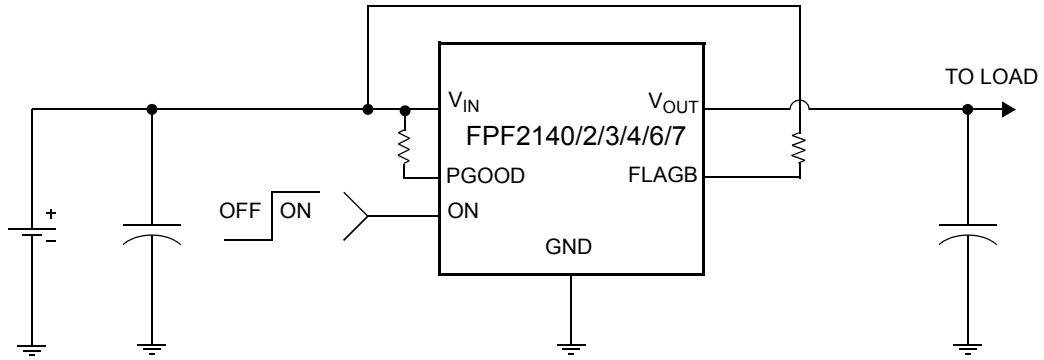 TO LOAD
V_IN V_OUT
FPF2140/2/3/4/6/7
PGOOD FLAGB
OFF ON ON
GND
+
−